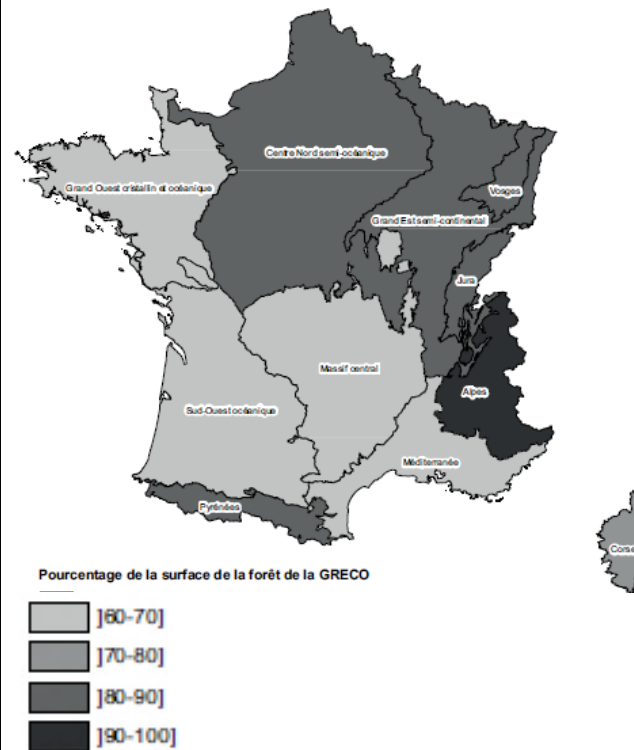 Centre Nord semi-océanique
Grand Ouest cristallin et océanique
Vosges
Grand Est semi-continental
Jura
Massif central
Alpes
Sud-Ouest océanique
Méditerranée
Pyrénées
Corse
Pourcentage de la surface de la forêt de la GRECO
]60-70]
]70-80]
]80-90]
]90-100]